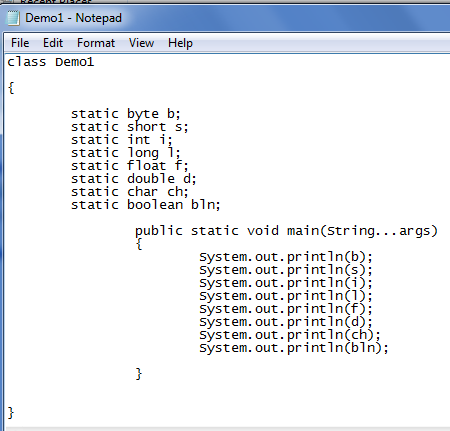 Recent Places
Demo1 - Notepad
File Edit Format View Help
class Demo1
{
static byte b;
static short s;
static int i;
static long l;
static float f;
static double d;
static char ch;
static boolean bln;
public static void main(String...args)
{
System.out.println(b);
System.out.println(s);
System.out.println(i);
System.out.println(l);
System.out.println(f);
System.out.println(d);
System.out.println(ch);
System.out.println(bln);
}
}